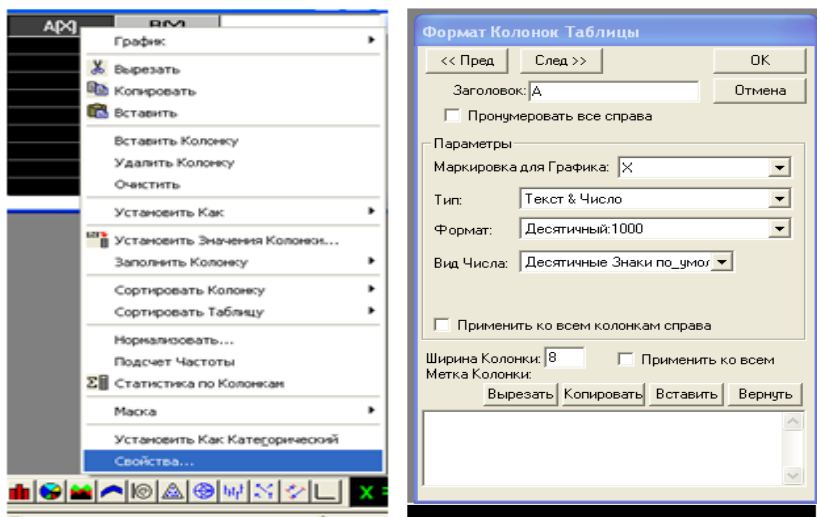 A[X]
B[Y]
График
Вырезать
Копировать
Вставить
Вставить Колонку
Удалить Колонку
Очистить
Установить Как
Установить Значения Колонки...
Заполнить Колонку
Сортировать Колонку
Сортировать Таблицу
Нормализовать...
Подсчет Частоты
Статистика по Колонкам
Маска
Установить Как Категорический
Свойства...
X =
Формат Колонок Таблицы
<< Пред След >> OK
Заголовок: A Отмена
Пронумеровать все справа
Параметры
Маркировка для Графика: X
Тип: Текст & Число
Формат: Десятичный:1000
Вид Числа: Десятичные Знаки по_умол
Применить ко всем колонкам справа
Ширина Колонки: 8 Применить ко всем
Метка Колонки:
Вырезать Копировать Вставить Вернуть